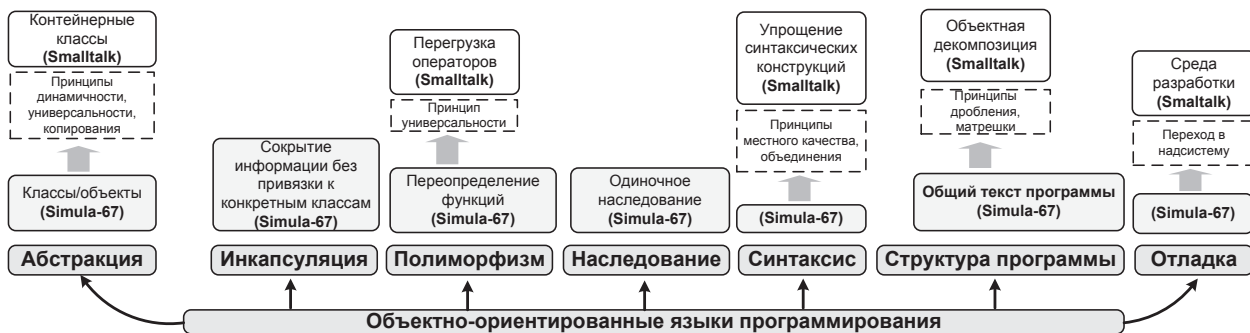 Контейнерные
классы
(Smalltalk)
Принципы
динамичности,
универсальности,
копирования
Классы/объекты
(Simula-67)
Абстракция
Сокрытие
информации без
привязки к
конкретным классам
(Simula-67)
Инкапсуляция
Перегрузка
операторов
(Smalltalk)
Принцип
универсальности
Переопределение
функций
(Simula-67)
Полиморфизм
Одиночное
наследование
(Simula-67)
Наследование
Упрощение
синтаксических
конструкций
(Smalltalk)
Принципы
местного качества,
объединения
(Simula-67)
Синтаксис
Объектная
декомпозиция
(Smalltalk)
Принципы
дробления,
матрешки
Общий текст программы
(Simula-67)
Структура программы
Среда
разработки
(Smaltalk)
Переход в
надсистему
(Simula-67)
Отладка
Объектно-ориентированные языки программирования